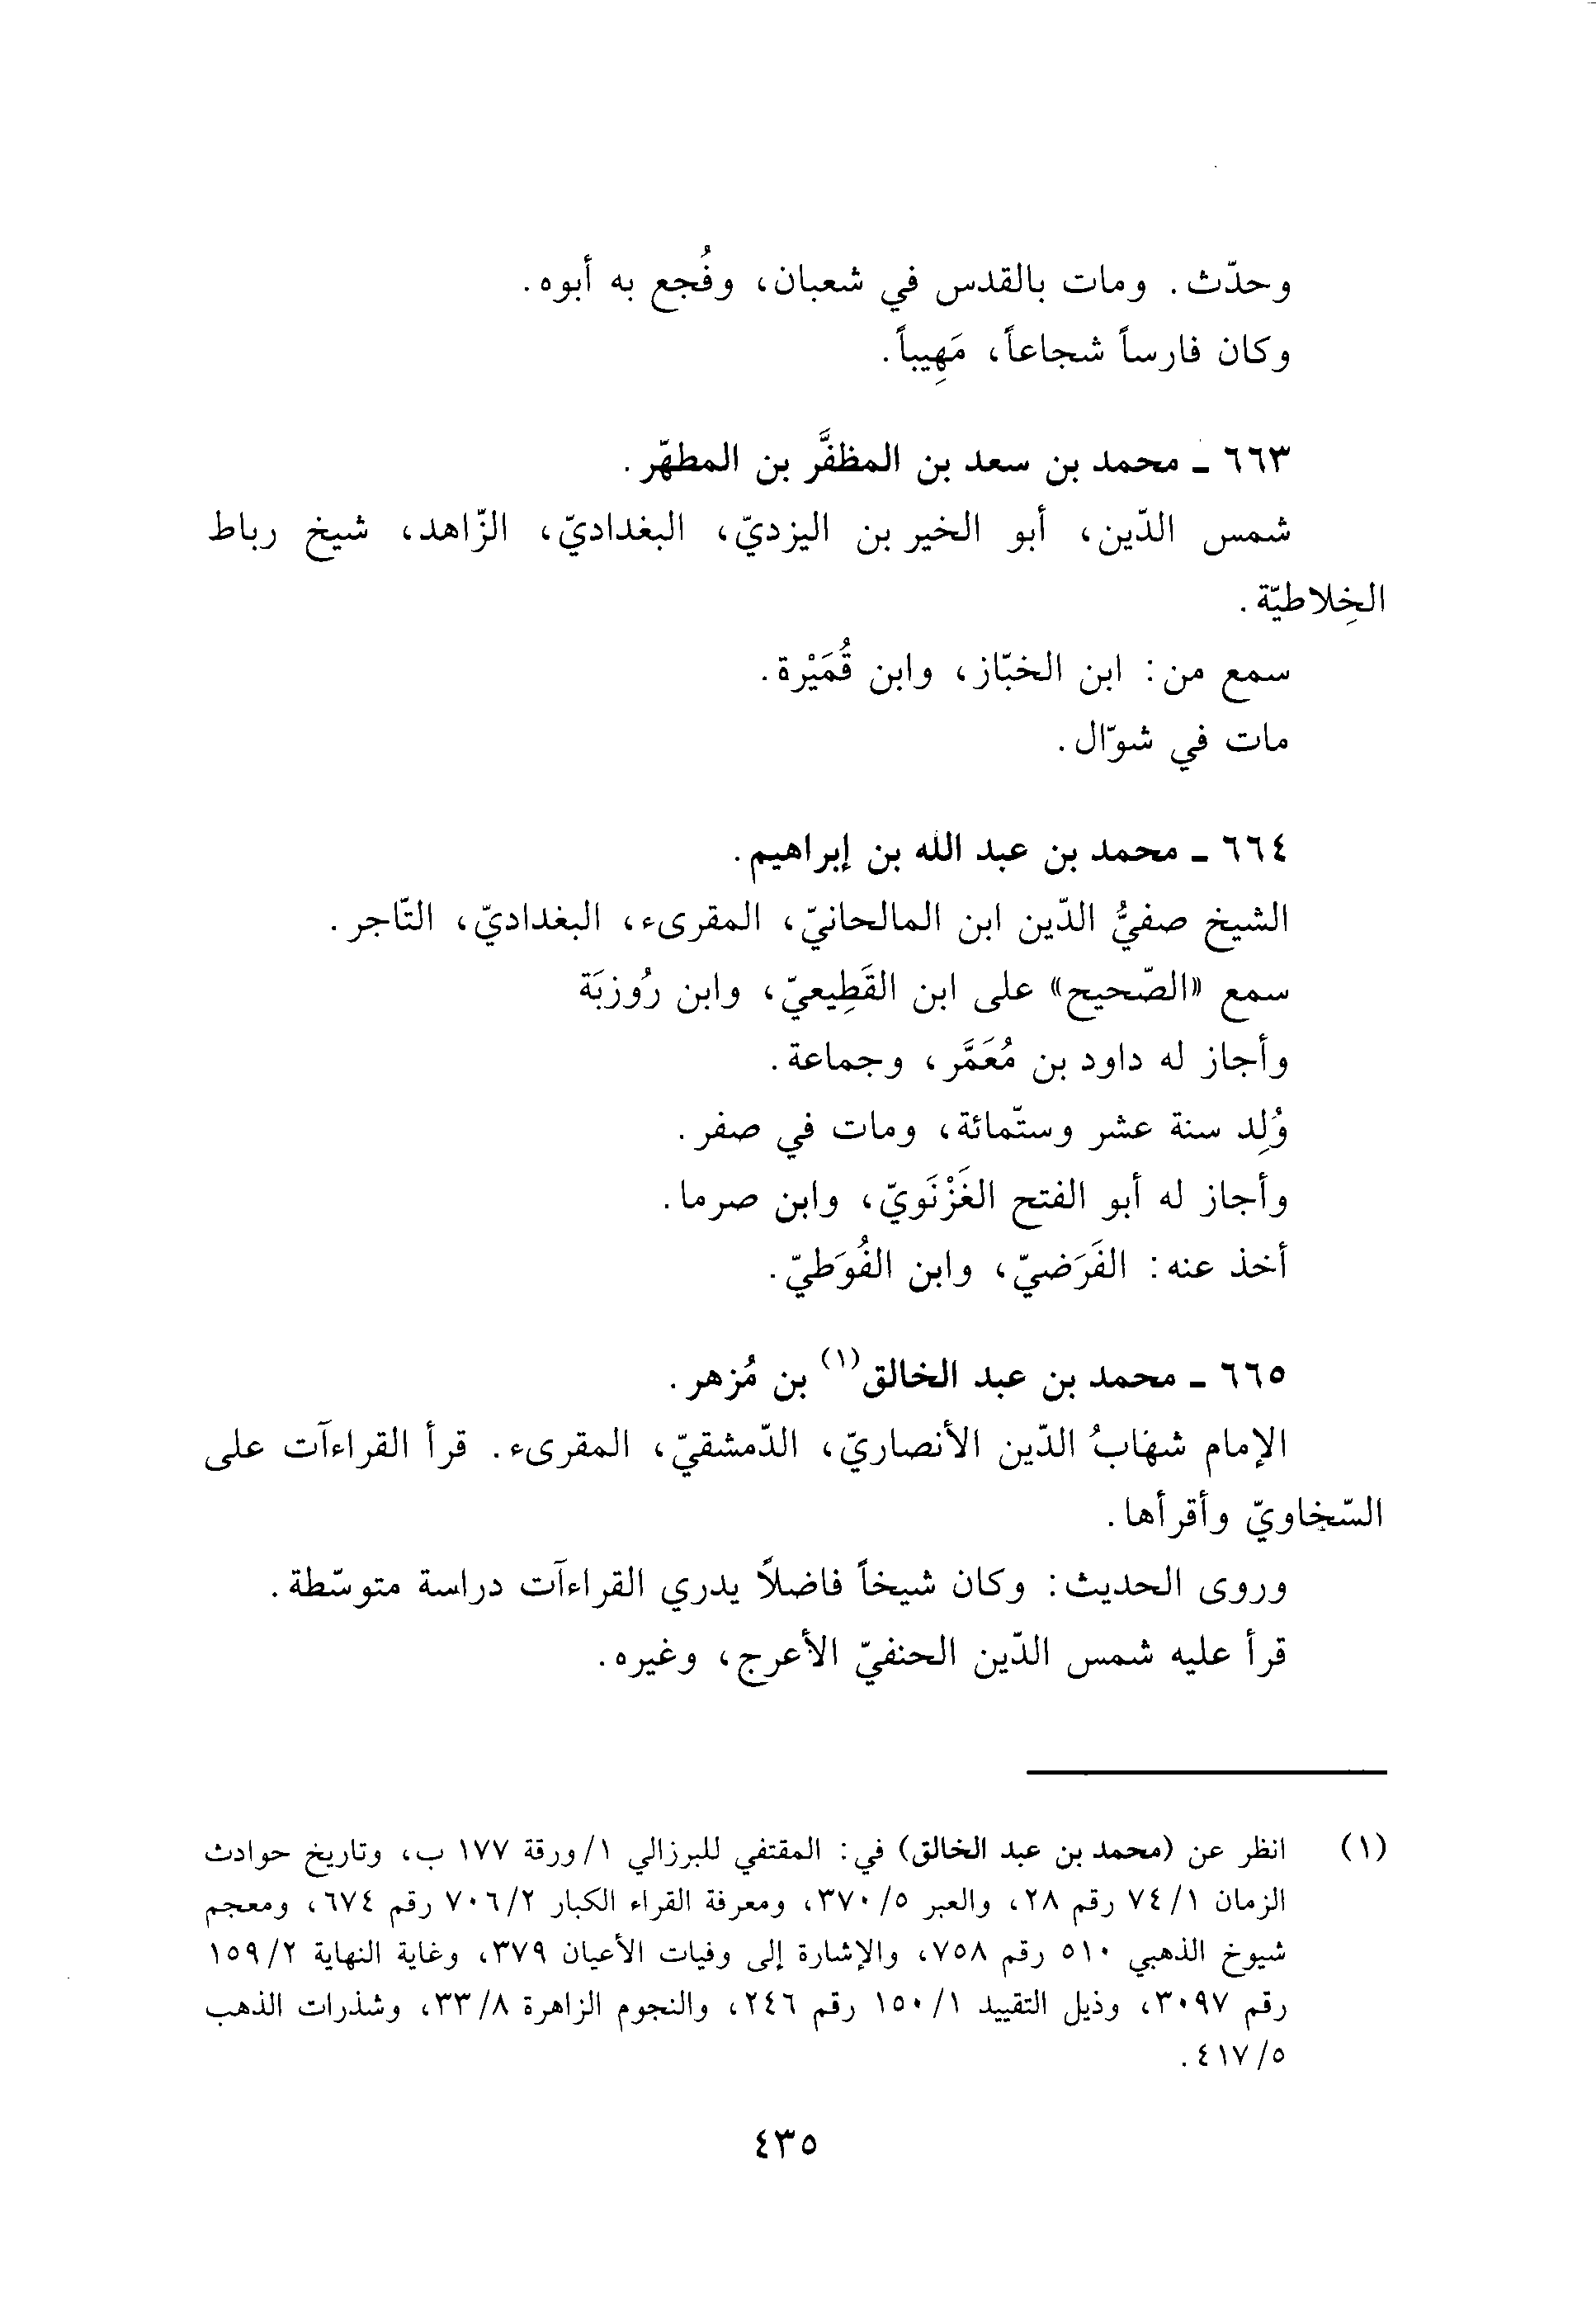 وحدّث. ومات بالقدس في شعبان، وفُجع به أبوه.
وكان فارساً شجاعاً، مَهِيباً.
٦٦٣ ـ محمد بن سعد بن المظفَّر بن المطهّر.
شمس الدّين، أبو الخير بن اليزديّ، البغداديّ، الزّاهد، شيخ رباط
الخِلاطيّة.
سمع من: ابن الخبّاز، وابن قُمَيْرة.
مات في شوّال.
٦٦٤ ـ محمد بن عبد الله بن إبراهيم.
الشيخ صفيُّ الدّين ابن المالحانيّ، المقرىء، البغداديّ، التّاجر.
سمع «الصّحيح» على ابن القَطِيعيّ، وابن رُوزبَة
وأجاز له داود بن مُعَمَّر، وجماعة.
وُلِد سنة عشر وستّمائة، ومات في صفر.
وأجاز له أبو الفتح الغَزْنَويّ، وابن صرما.
أخذ عنه: الفَرَضيّ، وابن الفُوَطيّ.
٦٦٥ ـ محمد بن عبد الخالق(١) بن مُزهر.
الإمام شهابُ الدّين الأنصاريّ، الدّمشقيّ، المقرىء. قرأ القراءآت على
السّخاويّ وأقرأها.
وروى الحديث: وكان شيخاً فاضلاً يدري القراءآت دراسة متوسّطة.
قرأ عليه شمس الدّين الحنفيّ الأعرج، وغيره.
(١) انظر عن (محمد بن عبد الخالق) في: المقتفي للبرزالي ١/ورقة ١٧٧ ب، وتاريخ حوادث
الزمان ١/٧٤ رقم ٢٨، والعبر ٥/٣٧٠، ومعرفة القراء الكبار ٢/٧٠٦ رقم ٦٧٤، ومعجم
شيوخ الذهبي ٥١٠ رقم ٧٥٨، والإشارة إلى وفيات الأعيان ٣٧٩، وغاية النهاية ٢/١٥٩
رقم ٣٠٩٧، وذيل التقييد ١/١٥٠ رقم ٢٤٦، والنجوم الزاهرة ٨/٣٣، وشذرات الذهب
٥/٤١٧.
٤٣٥